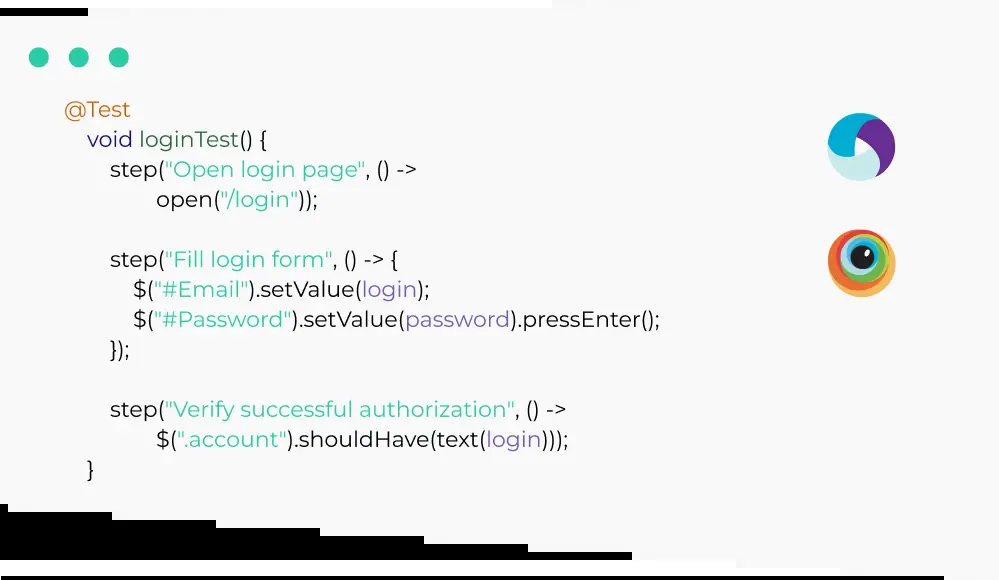 @Test
void loginTest() {
step("Open login page", () ->
open("/login"));
step("Fill login form", () -> {
$("#Email").setValue(login);
$("#Password").setValue(password).pressEnter();
});
step("Verify successful authorization", () ->
$(".account").shouldHave(text(login)));
}